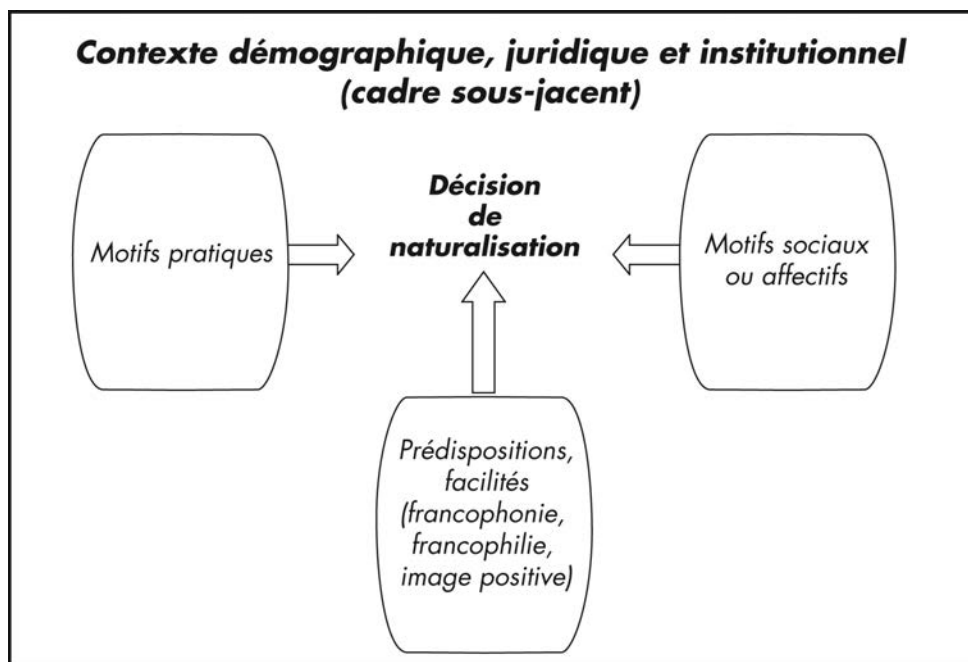 Contexte démographique, juridique et institutionnel
(cadre sous-jacent)
Décision
de
naturalisation
Motifs pratiques
Motifs sociaux
ou affectifs
Prédispositions,
facilités
(francophonie,
francophilie,
image positive)